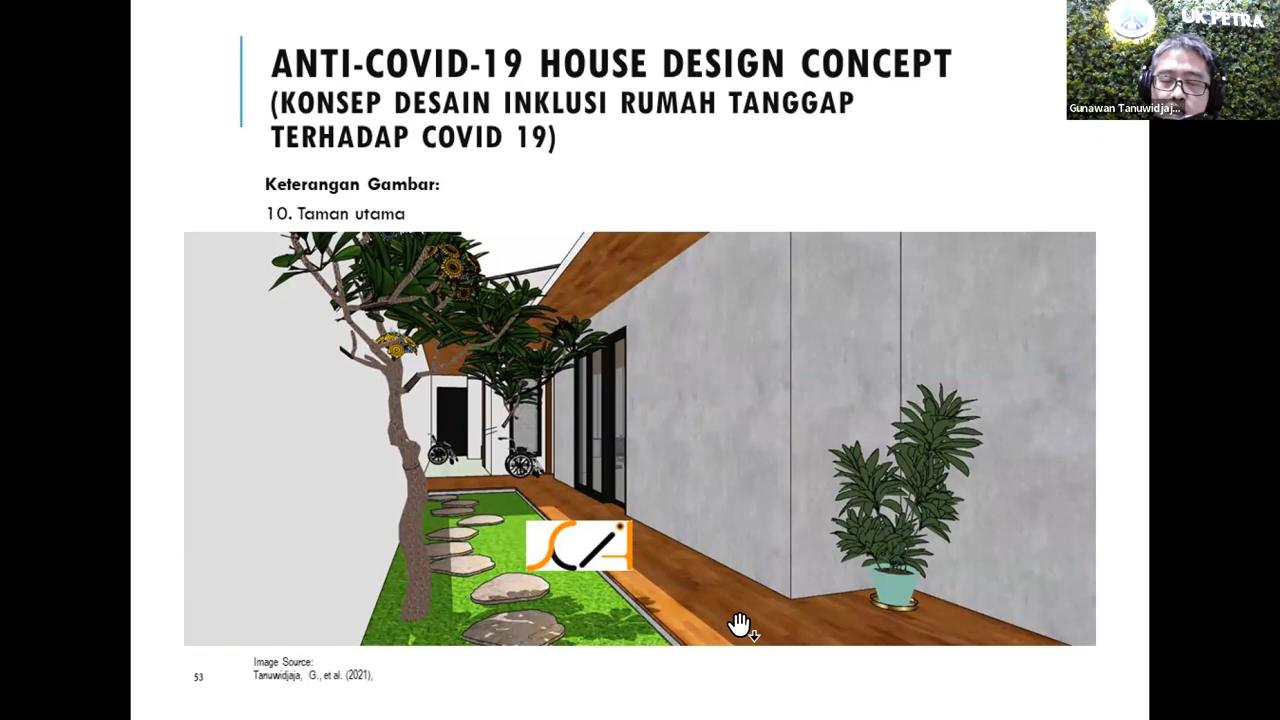 ANTI-COVID-19 HOUSE DESIGN CONCEPT
(KONSEP DESAIN INKLUSI RUMAH TANGGAP
TERHADAP COVID 19)
UK PETRA
Gunawan Tanuwidjaj...
Keterangan Gambar:
10. Taman utama
SCA
Image Source:
Tanuwidjaja, G., et al. (2021),
53